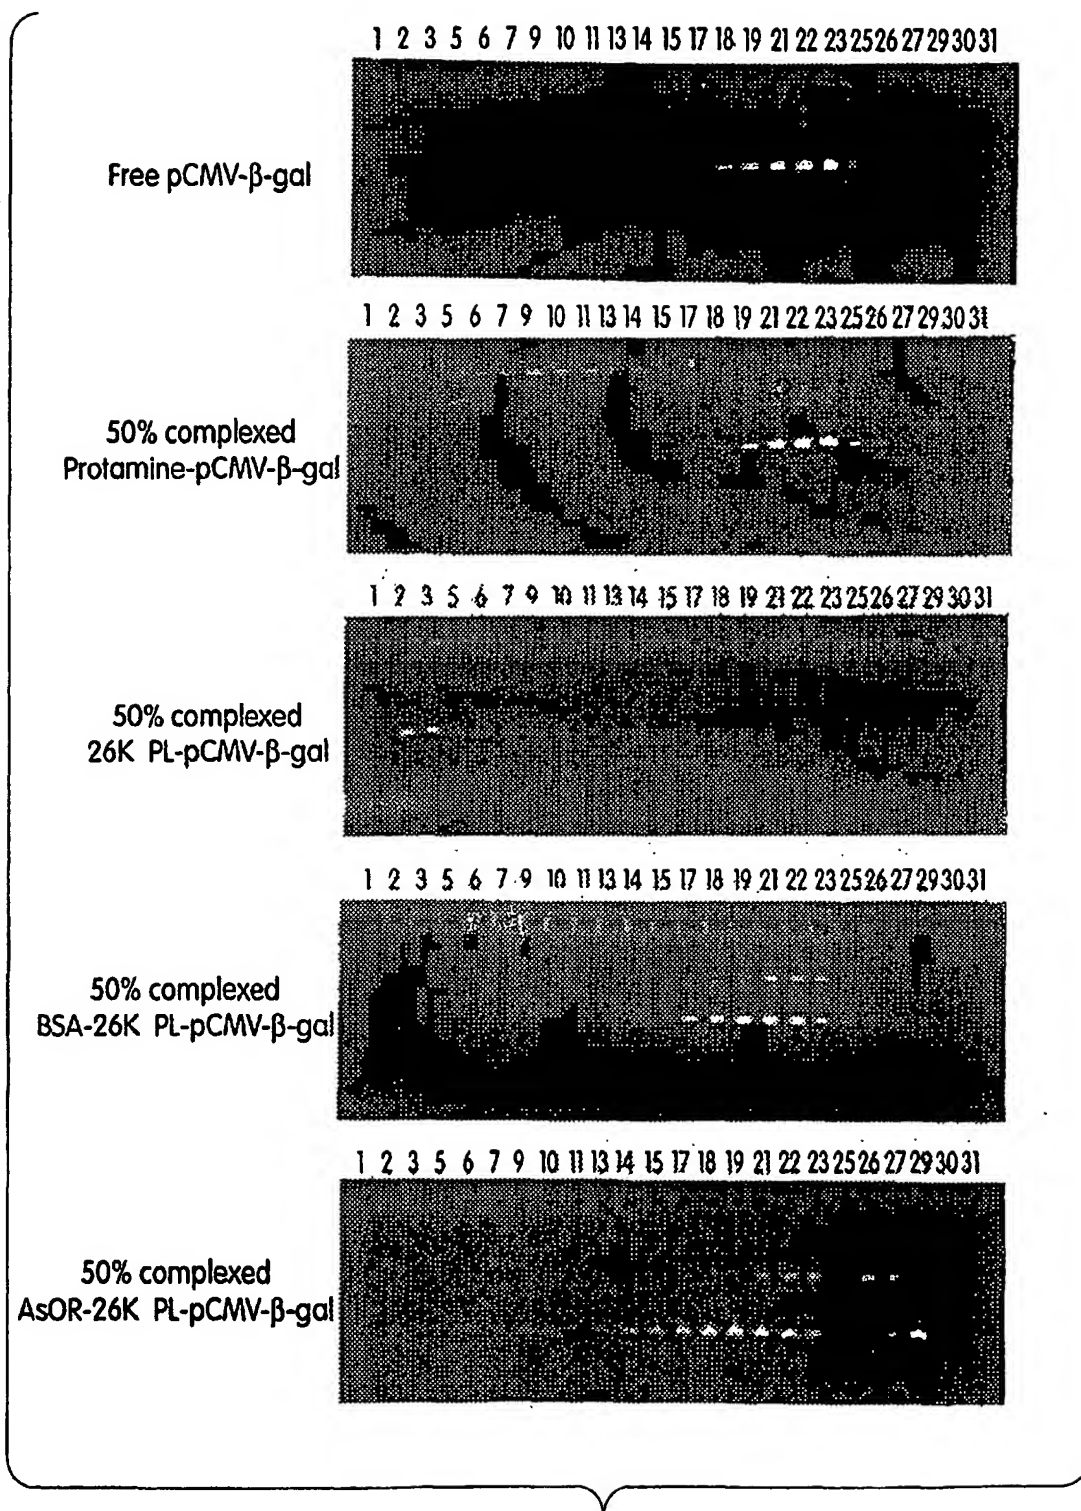 1 2 3 5 6 7 9 10 11 13 14 15 17 18 19 21 22 23 25 26 27 29 30 31
Free pCMV-β-gal
1 2 3 5 6 7 9 10 11 13 14 15 17 18 19 21 22 23 25 26 27 29 30 31
50% complexed
Protamine-pCMV-β-gal
1 2 3 5 6 7 9 10 11 13 14 15 17 18 19 21 22 23 25 26 27 29 30 31
50% complexed
26K PL-pCMV-β-gal
1 2 3 5 6 7 9 10 11 13 14 15 17 18 19 21 22 23 25 26 27 29 30 31
50% complexed
BSA-26K PL-pCMV-β-gal
1 2 3 5 6 7 9 10 11 13 14 15 17 18 19 21 22 23 25 26 27 29 30 31
50% complexed
AsOR-26K PL-pCMV-β-gal